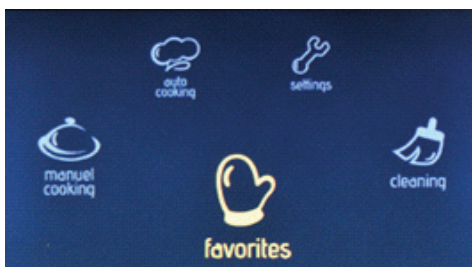 auto
cooking
settings
manuel
cooking
cleaning
favorites